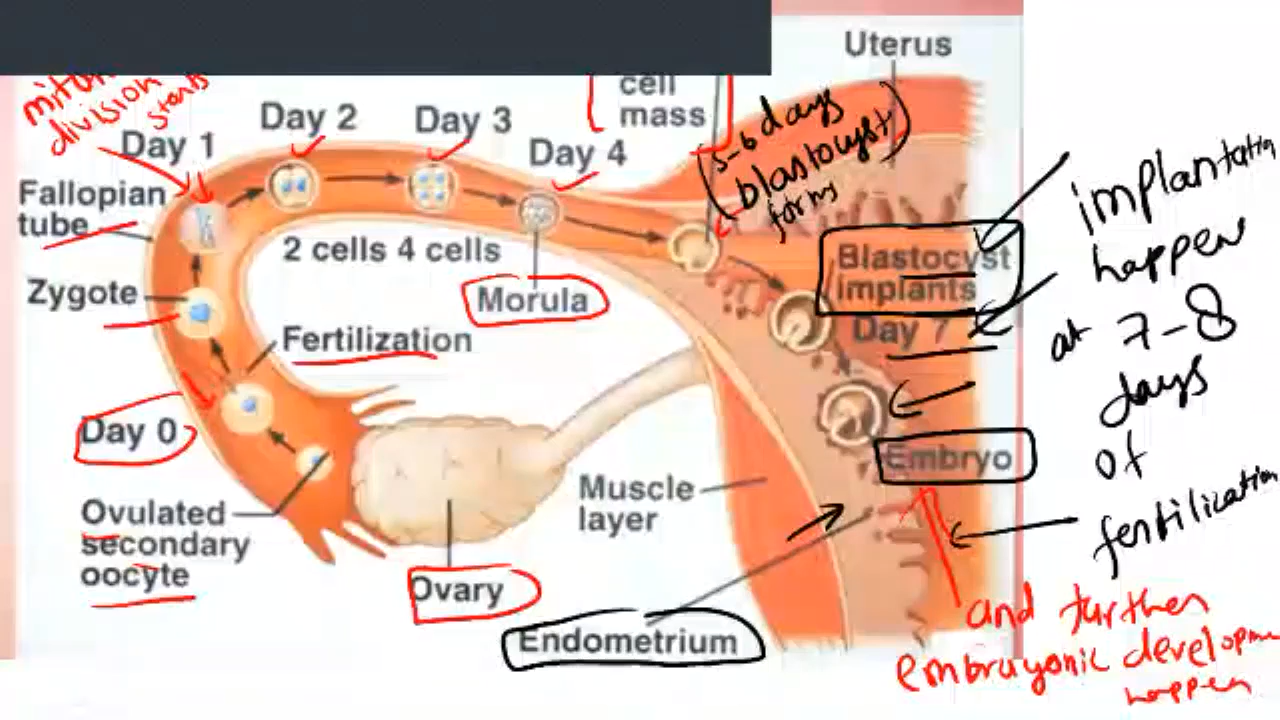 Uterus
cell
mass
division
starts
Day 1
Day 2
Day 3
Day 4
5-6 days
blastocyst
forms
Fallopian
tube
2 cells 4 cells
Zygote
Morula
Fertilization
Blastocyst
implants
Day 7
implantation
happen
at 7-8
days
of
fertilization
Day 0
Embryo
Muscle
layer
Ovulated
secondary
oocyte
Ovary
Endometrium
and further
embryonic
happen